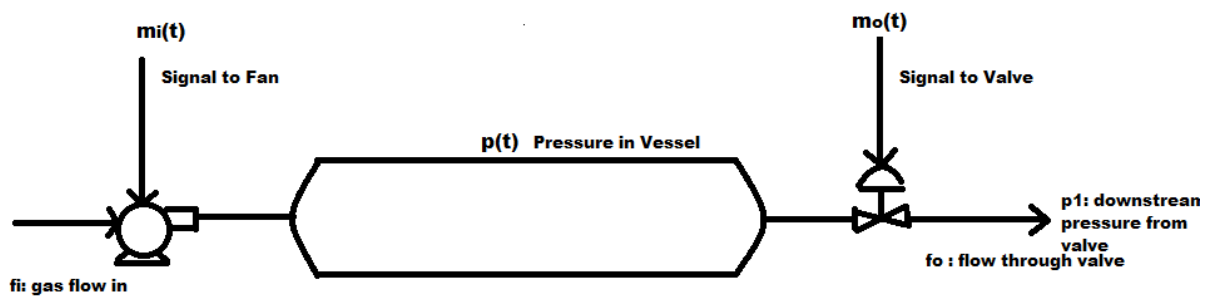 mi(t)
Signal to Fan
mo(t)
Signal to Valve
p(t) Pressure in Vessel
p1: downstream
pressure from
valve
fo : flow through valve
fi: gas flow in